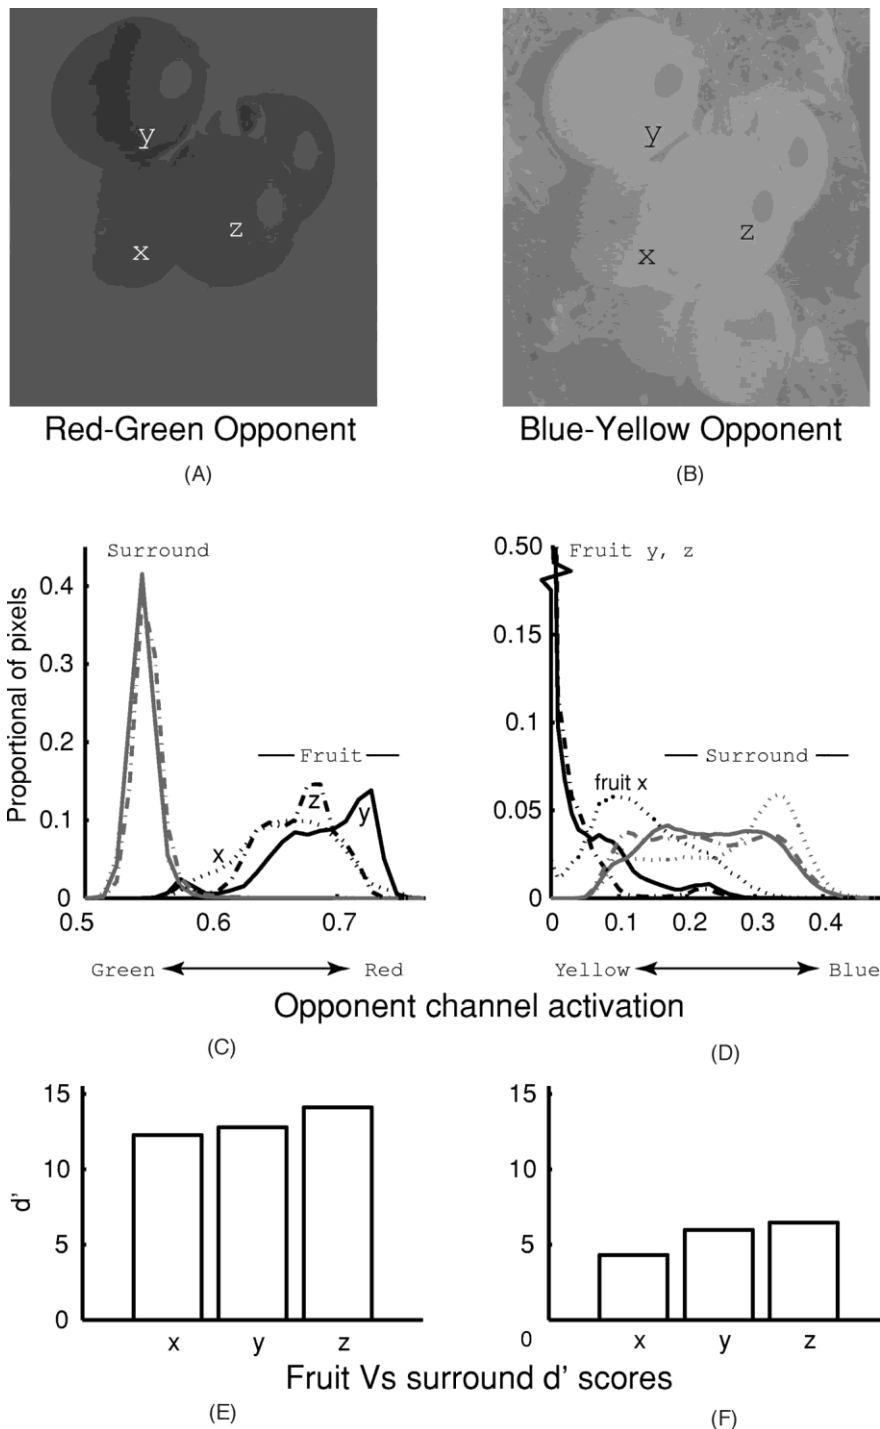 y
z
x
y
z
x
Red-Green Opponent
Blue-Yellow Opponent
(A)
(B)
Surround
0.4
0.3
0.2
0.1
0
Proportional of pixels
Fruit
x
z
y
0.5
0.6
0.7
Green
Red
0.50
0.15
0.1
0.05
0
Fruit y, z
Surround
fruit x
0
0.1
0.2
0.3
0.4
Yellow
Blue
Opponent channel activation
(C)
(D)
15
10
5
0
d'
x
y
z
15
10
5
0
x
y
z
Fruit Vs surround d' scores
(E)
(F)